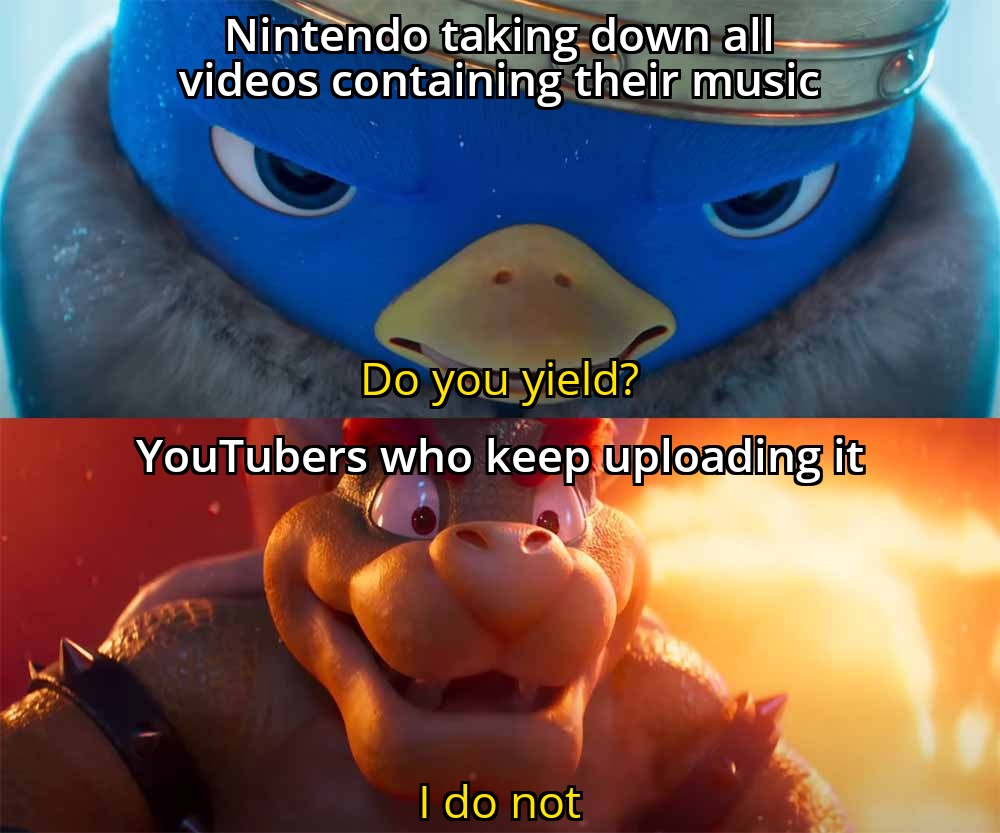 Nintendo taking down all
videos containing their music
Do you yield?
YouTubers who keep uploading it
I do not